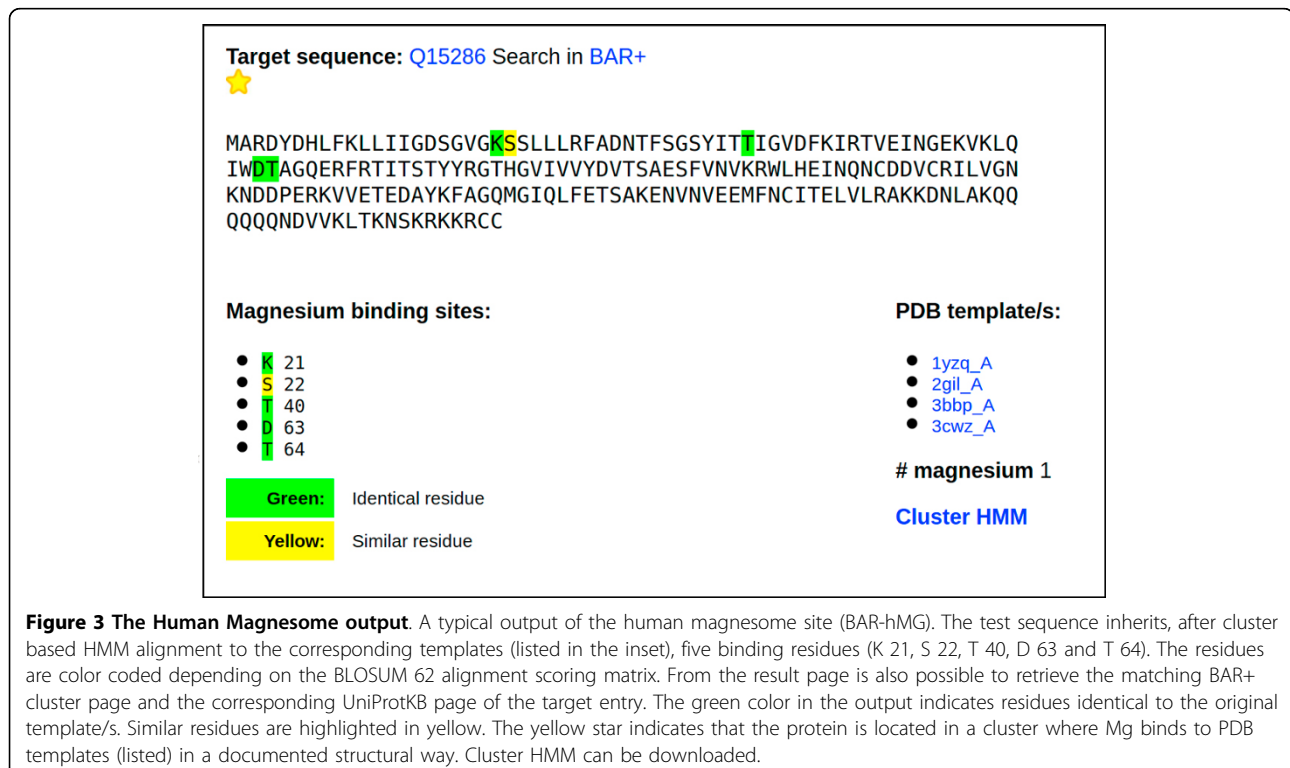 Target sequence: Q15286 Search in BAR+
MARDYDHLFKLLIIGDSGVGKSSLLLRFADNTFSGSYITTIGVDFKIRTVEINGEKVKLQ
IWDTAGQERFRTITSTYYRGTHGVIVVYDVTSAESFVNVKRWLHEINQNCDDVCRILVGN
KNDDPERKVVETEDAYKFAGQMGIQLFETSAKENVNVEEMFNCITELVLRAKKDNLAKQQ
QQQQNDVVKLTKNSKRKKRCC
Magnesium binding sites:
K 21
S 22
T 40
D 63
T 64
Green: Identical residue
Yellow: Similar residue
PDB template/s:
1yzq_A
2gil_A
3bbp_A
3cwz_A
# magnesium 1
Cluster HMM
Figure 3 The Human Magnesome output. A typical output of the human magnesome site (BAR-hMG). The test sequence inherits, after cluster
based HMM alignment to the corresponding templates (listed in the inset), five binding residues (K 21, S 22, T 40, D 63 and T 64). The residues
are color coded depending on the BLOSUM 62 alignment scoring matrix. From the result page is also possible to retrieve the matching BAR+
cluster page and the corresponding UniProtKB page of the target entry. The green color in the output indicates residues identical to the original
template/s. Similar residues are highlighted in yellow. The yellow star indicates that the protein is located in a cluster where Mg binds to PDB
templates (listed) in a documented structural way. Cluster HMM can be downloaded.